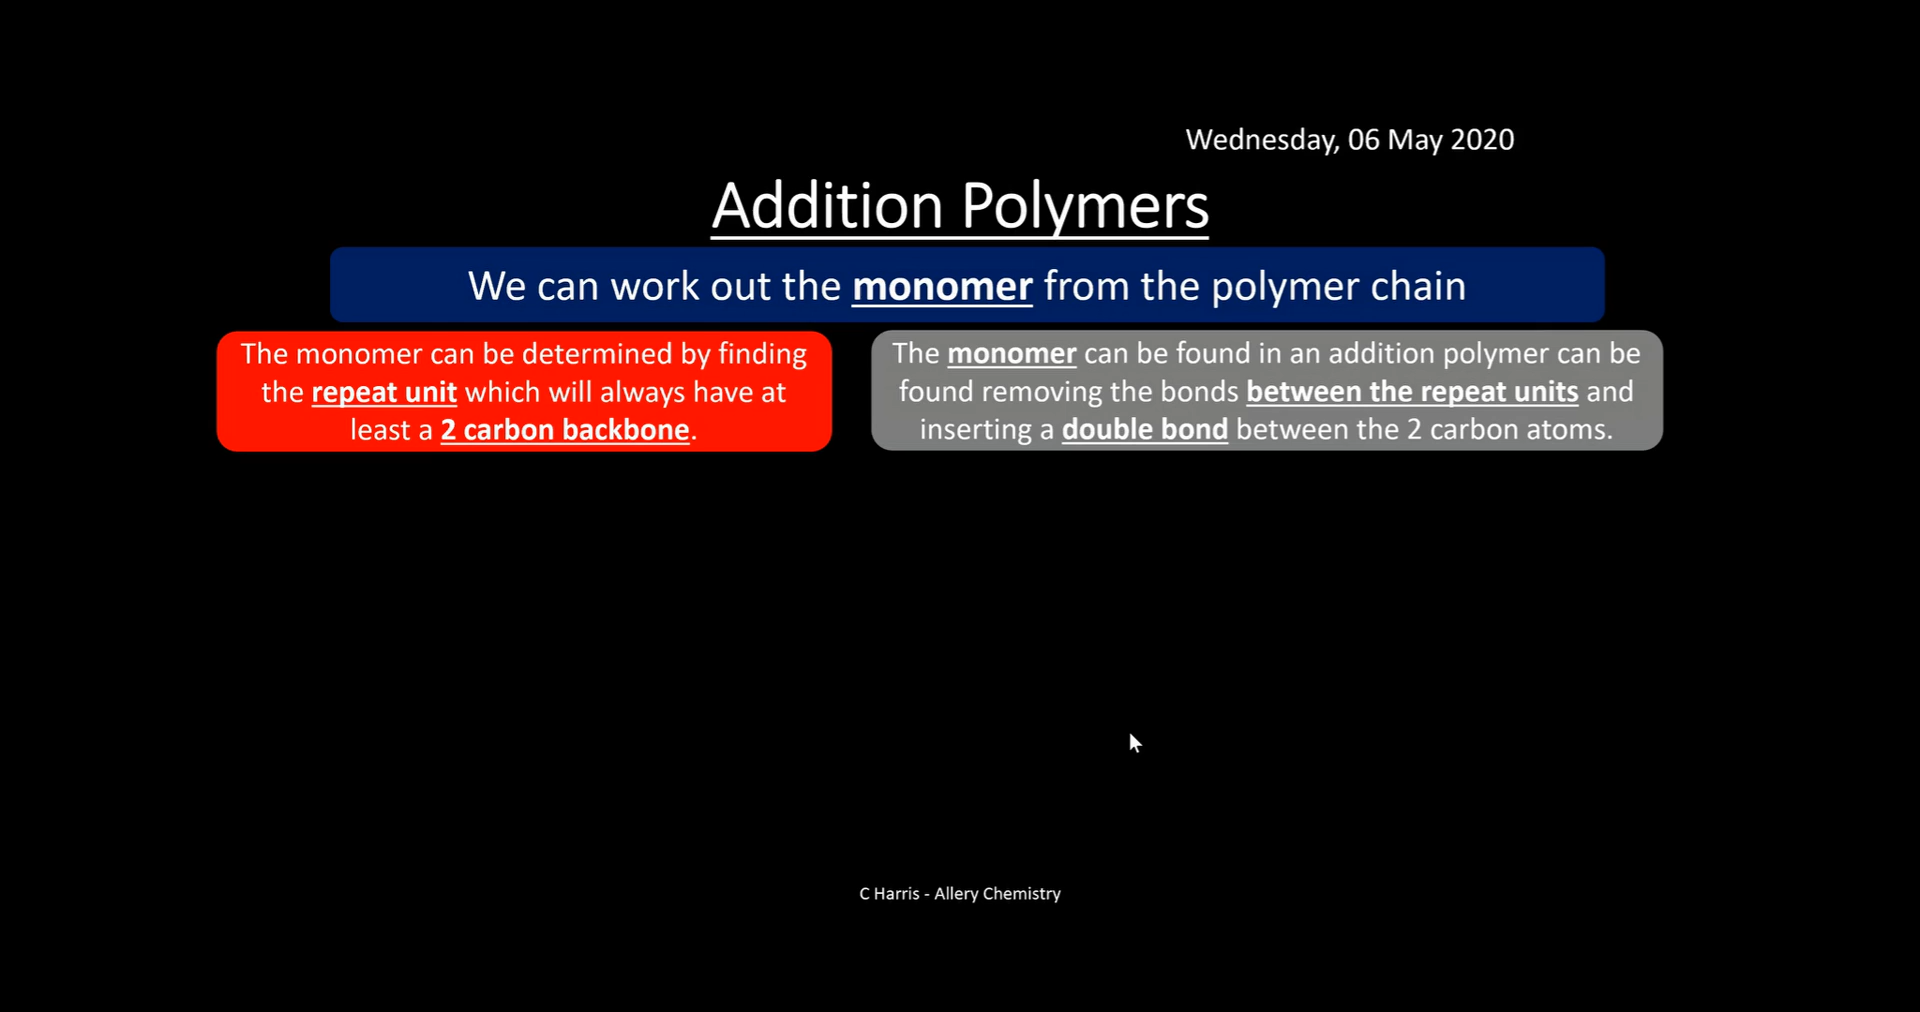 Wednesday, 06 May 2020
Addition Polymers
We can work out the monomer from the polymer chain
The monomer can be determined by finding
the repeat unit which will always have at
least a 2 carbon backbone.
The monomer can be found in an addition polymer can be
found removing the bonds between the repeat units and
inserting a double bond between the 2 carbon atoms.
C Harris - Allery Chemistry